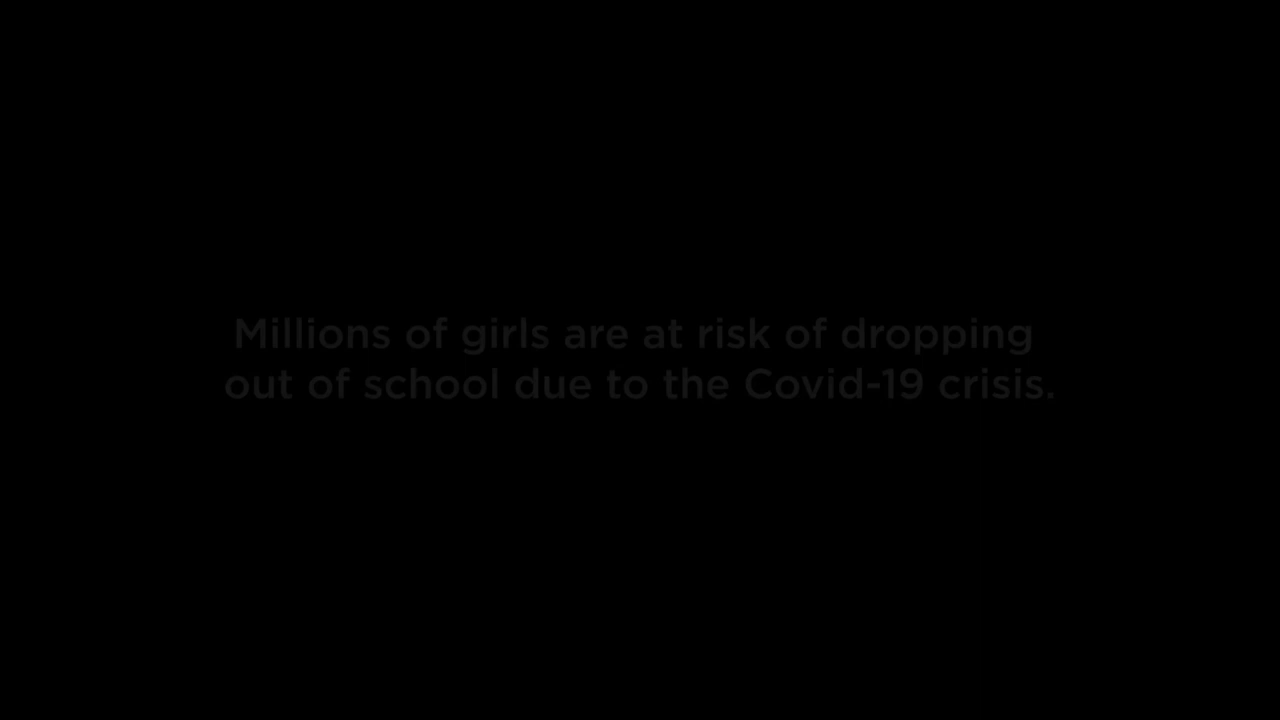 Millions of girls are at risk of dropping
out of school due to the Covid-19 crisis.